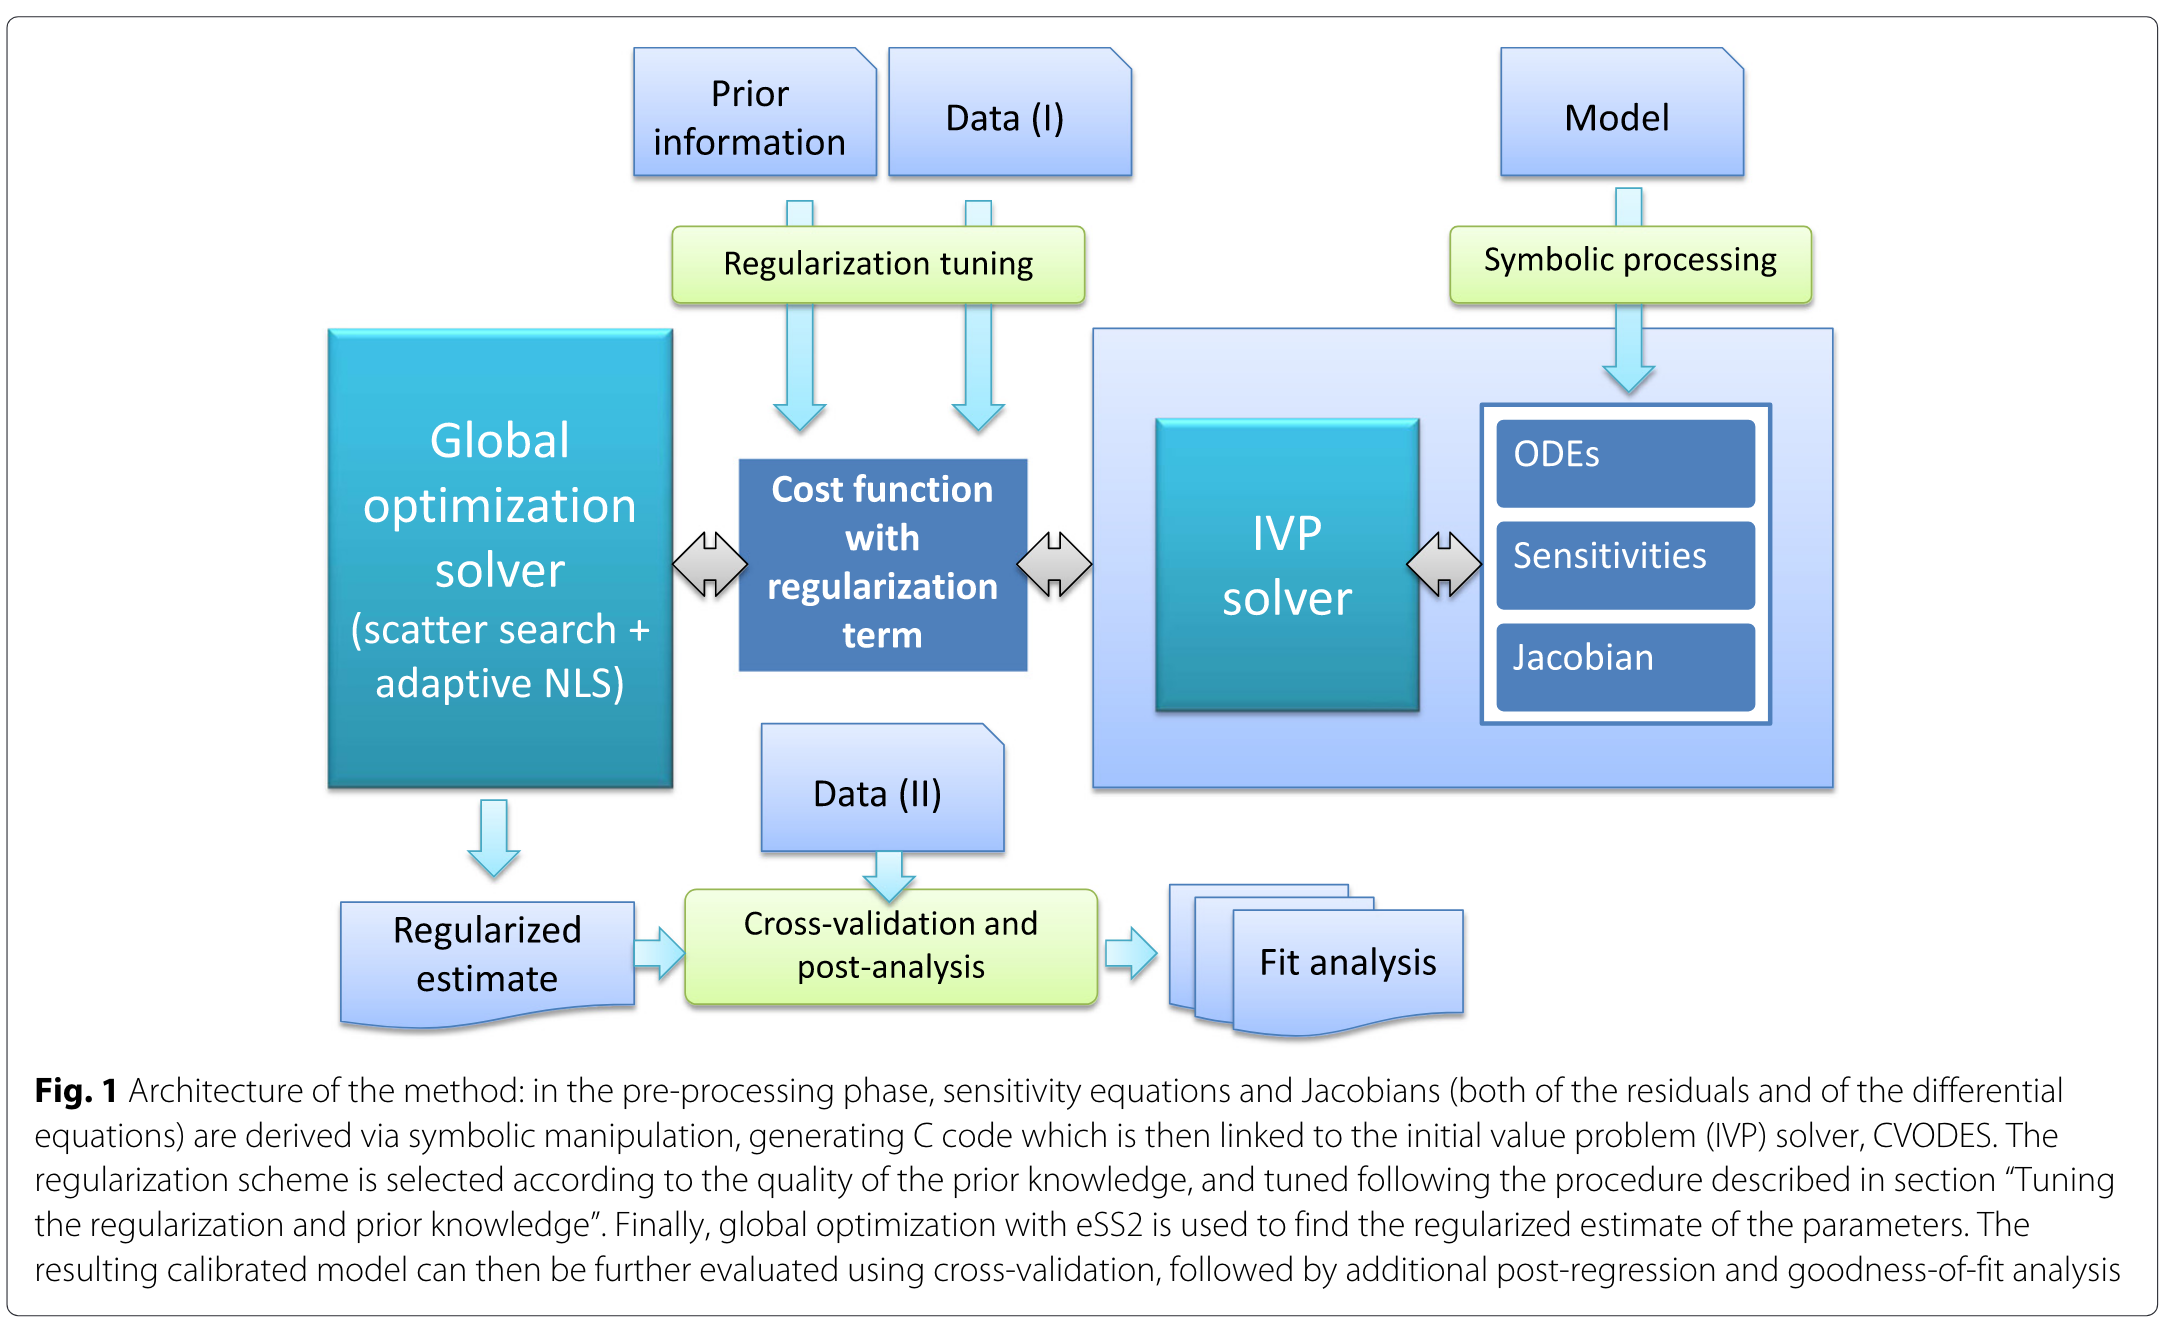 Prior
information
Data (I)
Model
Regularization tuning
Symbolic processing
Global
optimization
solver
(scatter search +
adaptive NLS)
Cost function
with
regularization
term
IVP
solver
ODEs
Sensitivities
Jacobian
Data (II)
Regularized
estimate
Cross-validation and
post-analysis
Fit analysis
Fig. 1 Architecture of the method: in the pre-processing phase, sensitivity equations and Jacobians (both of the residuals and of the differential
equations) are derived via symbolic manipulation, generating C code which is then linked to the initial value problem (IVP) solver, CVODES. The
regularization scheme is selected according to the quality of the prior knowledge, and tuned following the procedure described in section “Tuning
the regularization and prior knowledge”. Finally, global optimization with eSS2 is used to find the regularized estimate of the parameters. The
resulting calibrated model can then be further evaluated using cross-validation, followed by additional post-regression and goodness-of-fit analysis